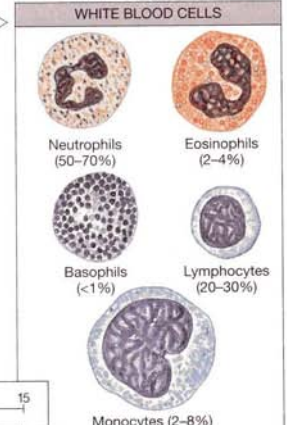 WHITE BLOOD CELLS
Neutrophils
(50–70%)
Eosinophils
(2–4%)
Basophils
(<1%)
Lymphocytes
(20–30%)
Monocytes (2–8%)
15